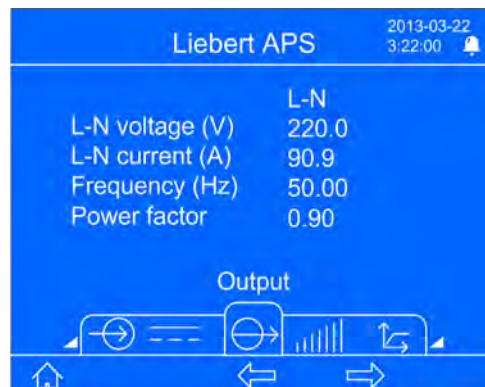 Liebert APS
2013-03-22
3:22:00
L-N
L-N voltage (V) 220.0
L-N current (A) 90.9
Frequency (Hz) 50.00
Power factor 0.90
Output